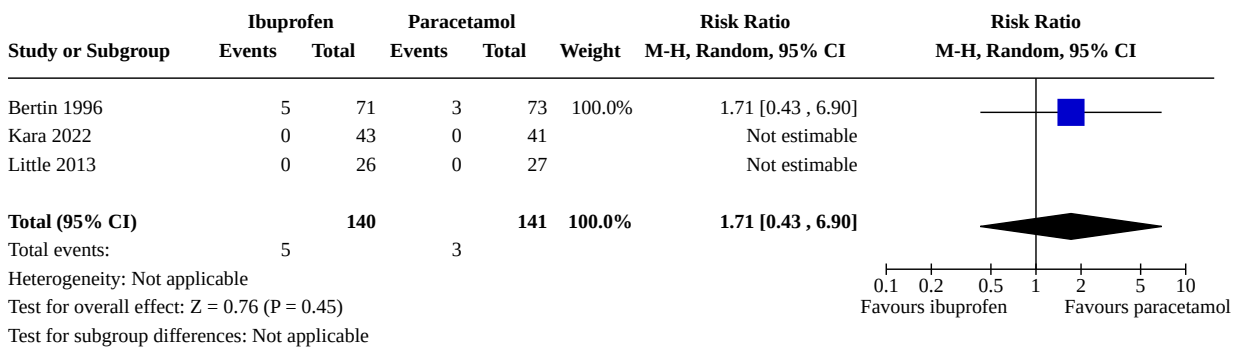 Ibuprofen Paracetamol Risk Ratio Risk Ratio
Study or Subgroup Events Total Events Total Weight M-H, Random, 95% CI M-H, Random, 95% CI
Bertin 1996 5 71 3 73 100.0% 1.71 [0.43 , 6.90]
Kara 2022 0 43 0 41 Not estimable
Little 2013 0 26 0 27 Not estimable
Total (95% CI) 140 141 100.0% 1.71 [0.43 , 6.90]
Total events: 5 3
Heterogeneity: Not applicable
Test for overall effect: Z = 0.76 (P = 0.45)
Test for subgroup differences: Not applicable
0.1 0.2 0.5 1 2 5 10
Favours ibuprofen Favours paracetamol